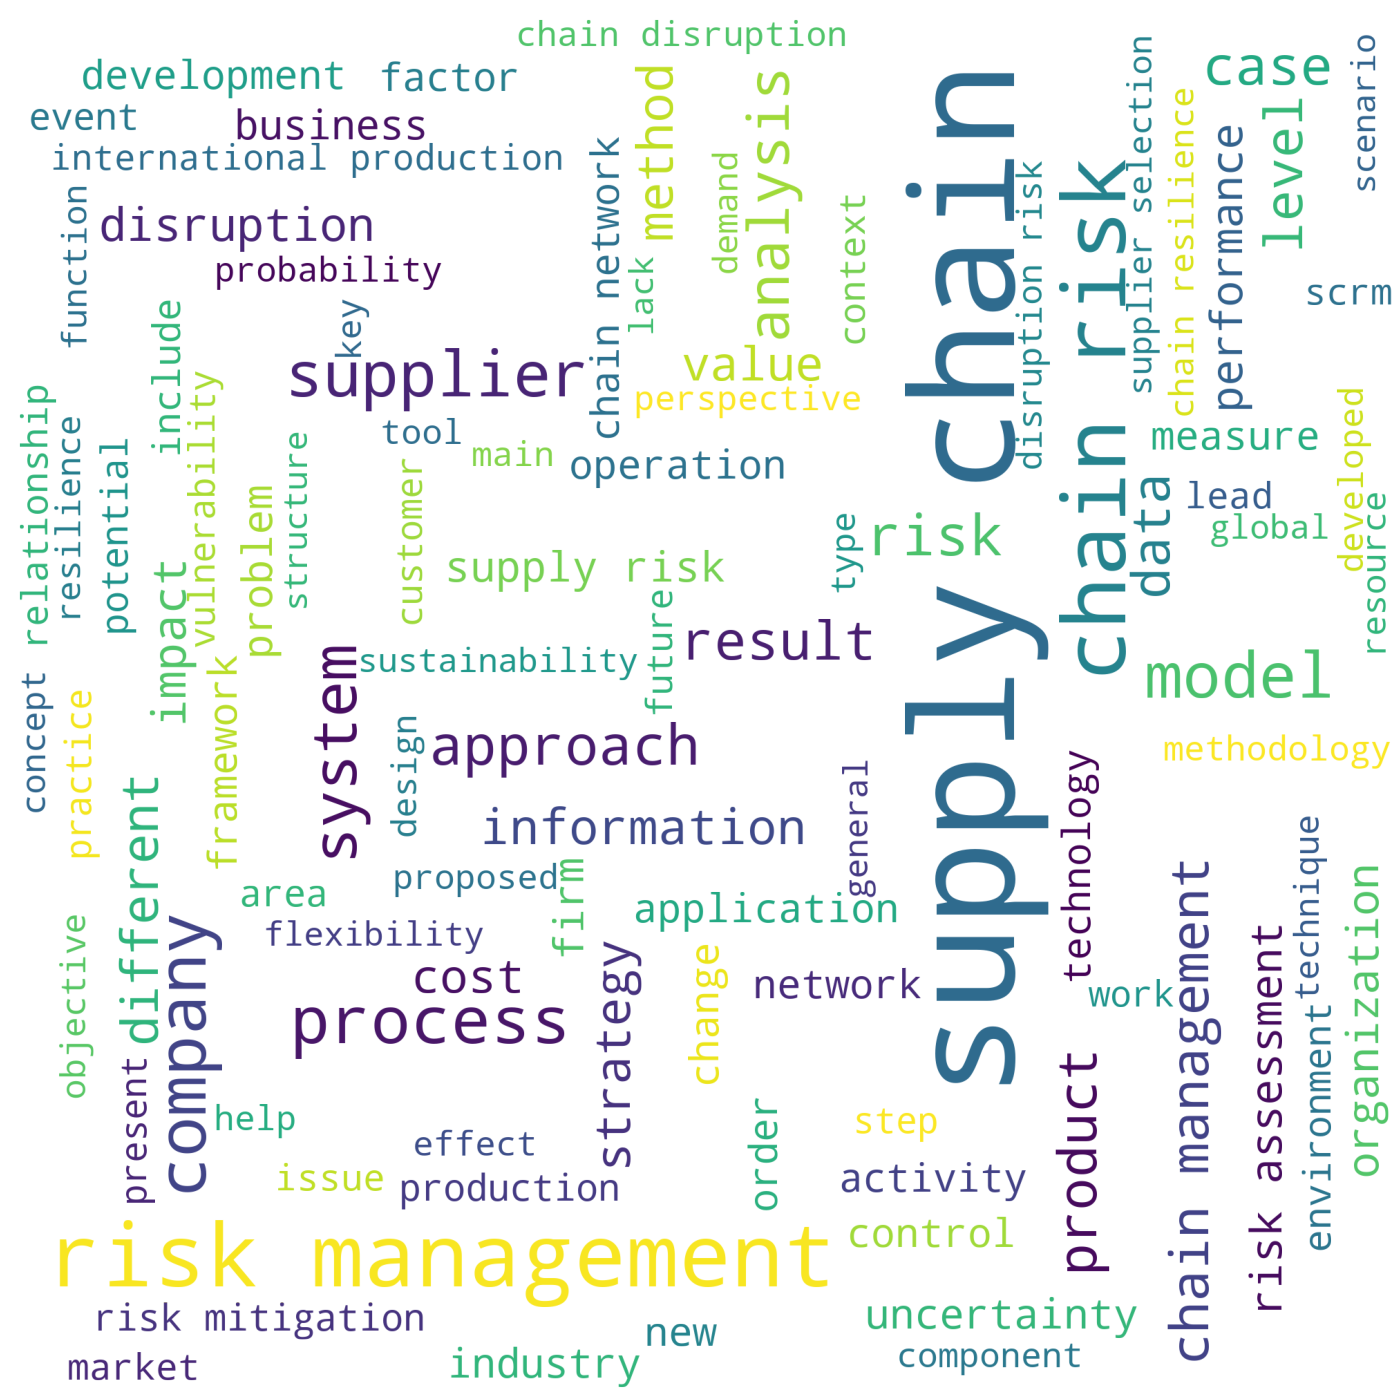 chain disruption
development
factor
event
business
international production
disruption
probability
function
key
supplier
chain network
lack
method
demand
analysis
context
value
perspective
supply chain
disruption risk
chain risk
supplier selection
chain resilience
performance
case
level
scenario
scrm
measure
developed
lead
data
global
resource
relationship
resilience
potential
include
vulnerability
problem
structure
impact
tool
main
customer
operation
supply risk
type
risk
future
result
model
sustainability
system
concept
practice
framework
design
approach
methodology
different
information
general
technology
proposed
area
firm
application
flexibility
company
objective
cost
process
strategy
change
network
work
chain management
risk assessment
technique
environment
organization
present
help
effect
issue
production
order
step
activity
product
control
risk management
risk mitigation
new
uncertainty
market
industry
component